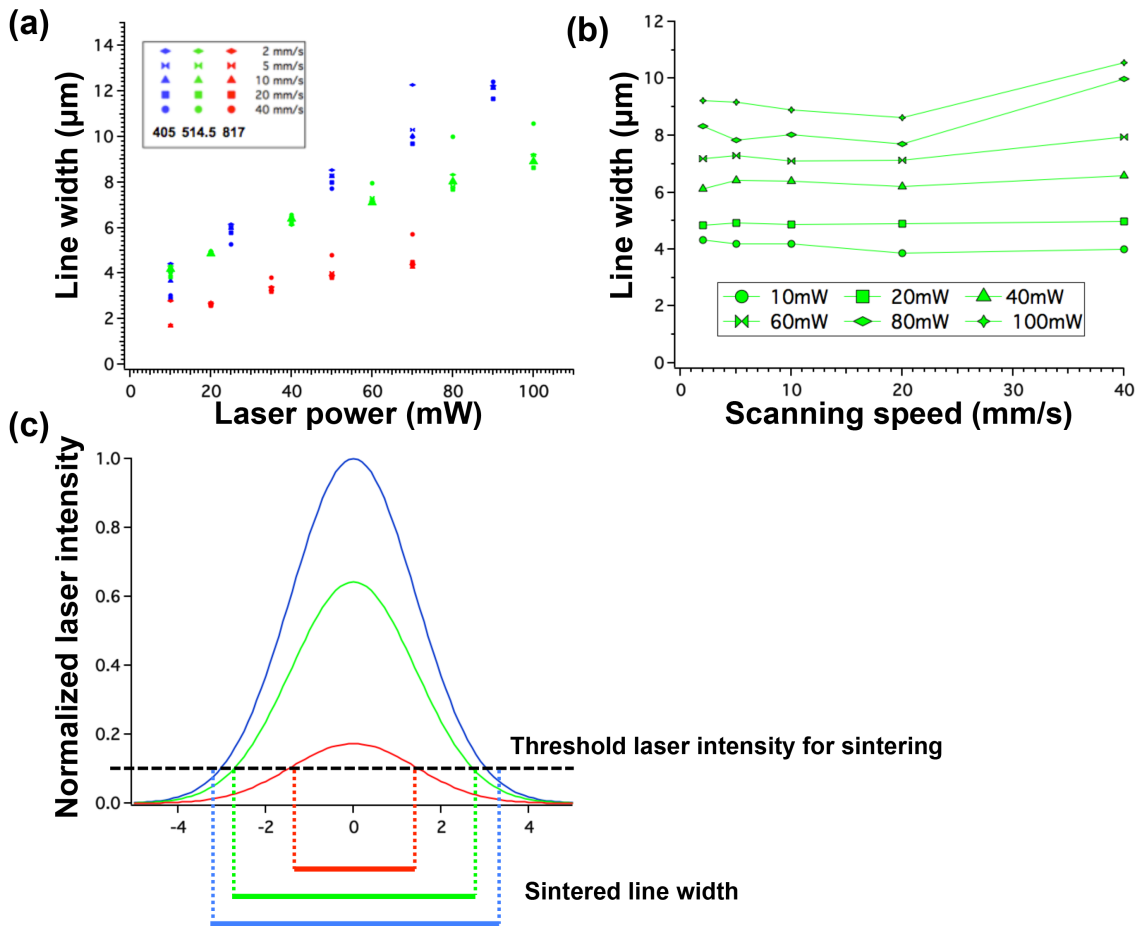 (a)
Line width (μm)
14
12
10
8
6
4
2
0
2 mm/s
5 mm/s
10 mm/s
20 mm/s
40 mm/s
405 514.5 817
0 20 40 60 80 100
Laser power (mW)
(b)
Line width (μm)
12
10
8
6
4
2
0
10mW 20mW 40mW
60mW 80mW 100mW
0 10 20 30 40
Scanning speed (mm/s)
(c)
Normalized laser intensity
1.0
0.8
0.6
0.4
0.2
0.0
Threshold laser intensity for sintering
-4 -2 0 2 4
Sintered line width